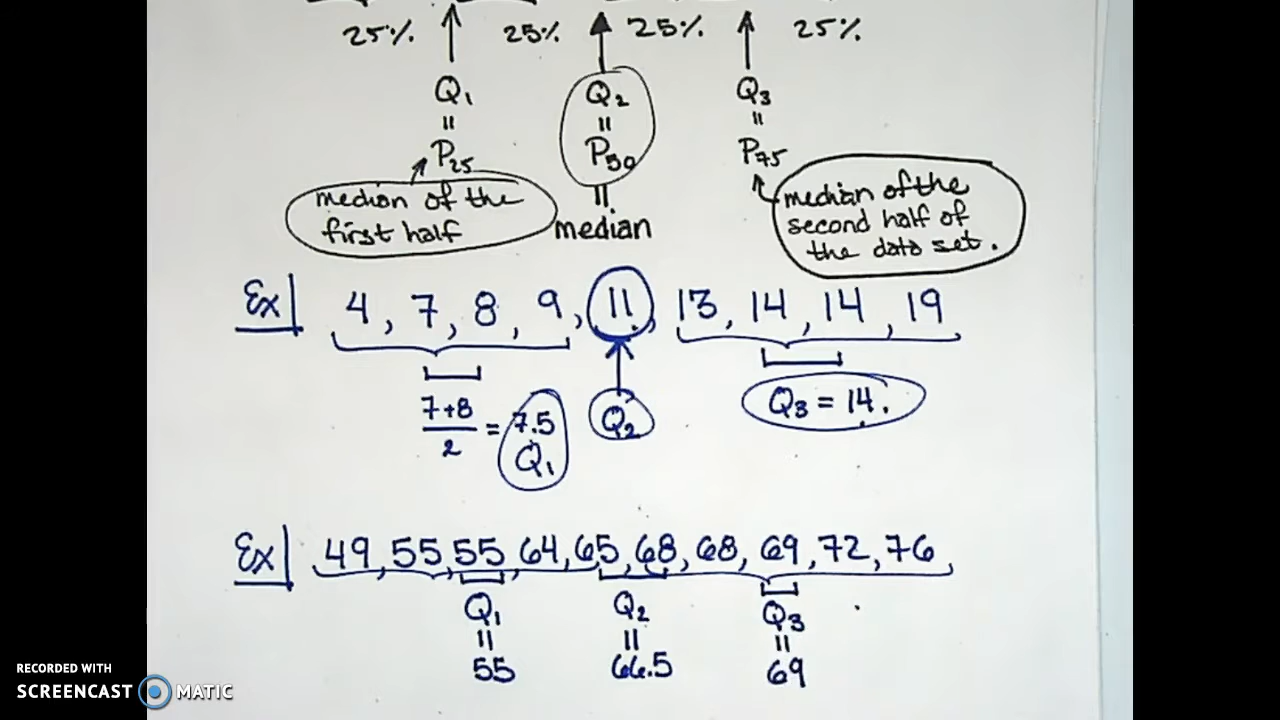 25% 25% 25% 25%
Q₁ Q₂ Q₃
= = =
P₂₅ P₅₀ P₇₅
median of the
first half
=
median
median of the
second half of
the data set.
Ex| 4, 7, 8, 9, 11, 13, 14, 14, 19
7+8
2
= 7.5
Q₁
Q₂
Q₃ = 14.
Ex| 49, 55, 55, 64, 65, 68, 68, 69, 72, 76
Q₁ Q₂ Q₃
= = =
55 66.5 69
RECORDED WITH
SCREENCAST MATIC